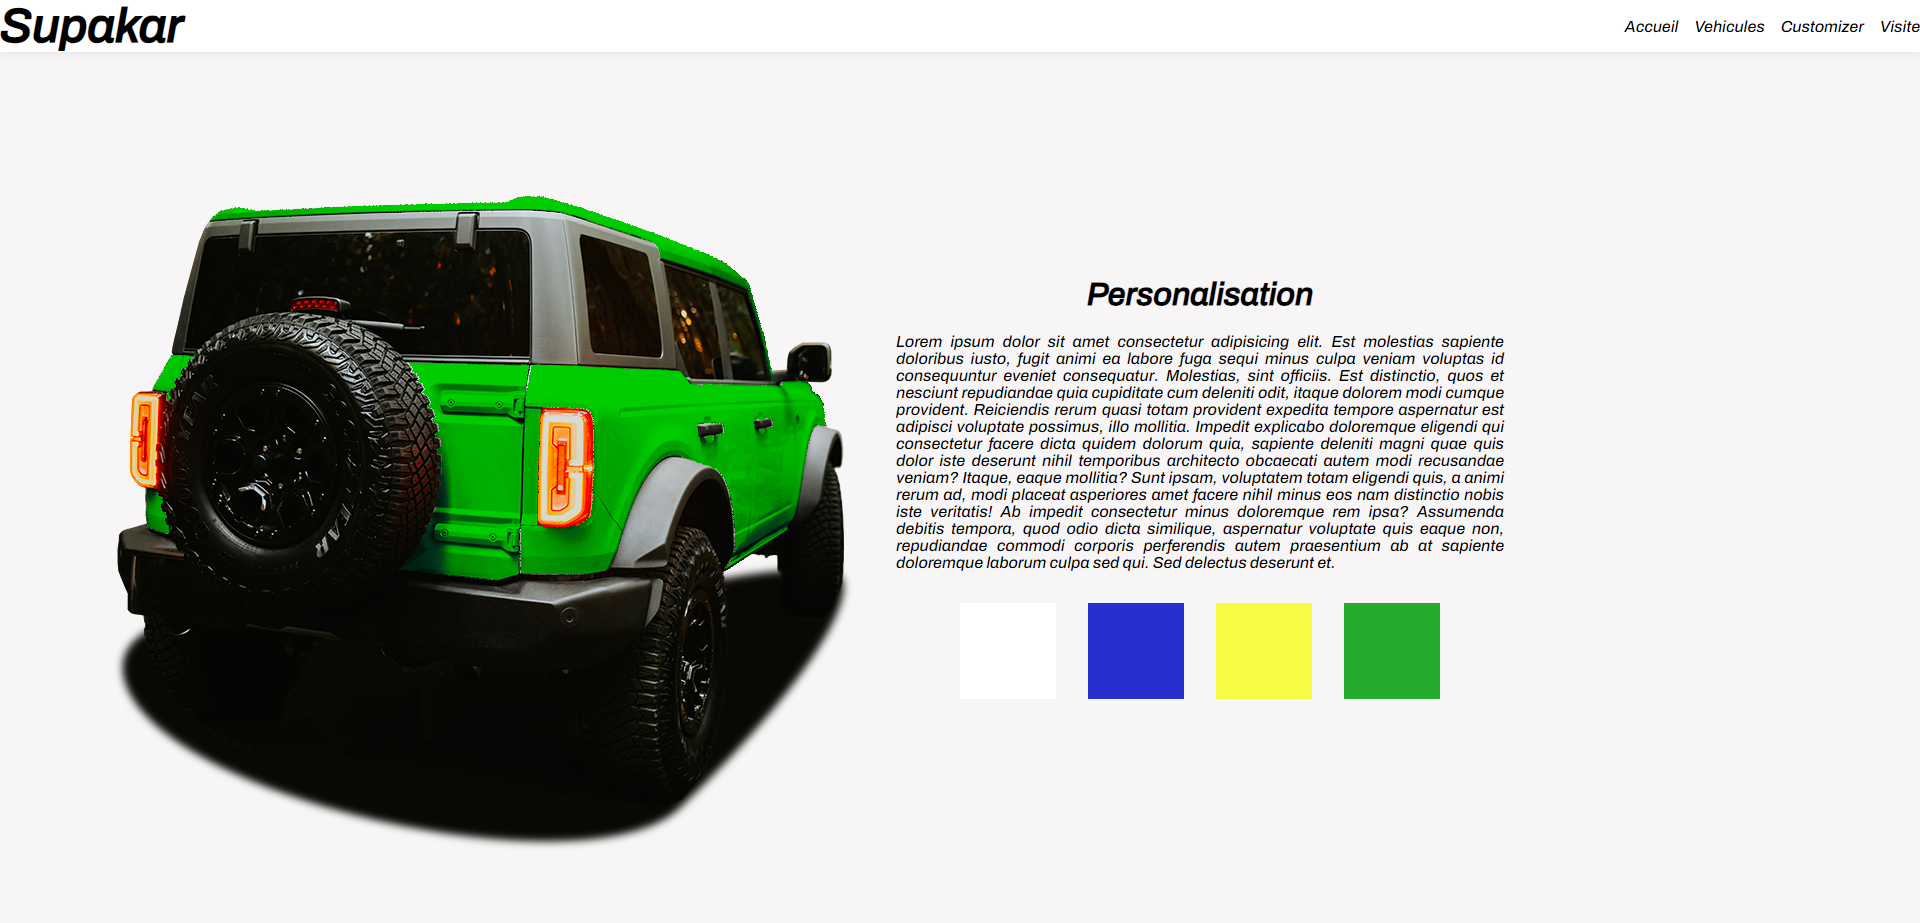 Supakar
Accueil Vehicules Customizer Visite
Personalisation
Lorem ipsum dolor sit amet consectetur adipisicing elit. Est molestias sapiente
doloribus iusto, fugit animi ea labore fuga sequi minus culpa veniam voluptas id
consequuntur eveniet consequatur. Molestias, sint officiis. Est distinctio, quos et
nesciunt repudiandae quia cupiditate cum deleniti odit, itaque dolorem modi cumque
provident. Reiciendis rerum quasi totam provident expedita tempore aspernatur est
adipisci voluptate possimus, illo mollitia. Impedit explicabo doloremque eligendi qui
consectetur facere dicta quidem dolorum quia, sapiente deleniti magni quae quis
dolor iste deserunt nihil temporibus architecto obcaecati autem modi recusandae
veniam? Itaque, eaque mollitia? Sunt ipsam, voluptatem totam eligendi quis, a animi
rerum ad, modi placeat asperiores amet facere nihil minus eos nam distinctio nobis
iste veritatis! Ab impedit consectetur minus doloremque rem ipsa? Assumenda
debitis tempora, quod odio dicta similique, aspernatur voluptate quis eaque non,
repudiandae commodi corporis perferendis autem praesentium ab at sapiente
doloremque laborum culpa sed qui. Sed delectus deserunt et.